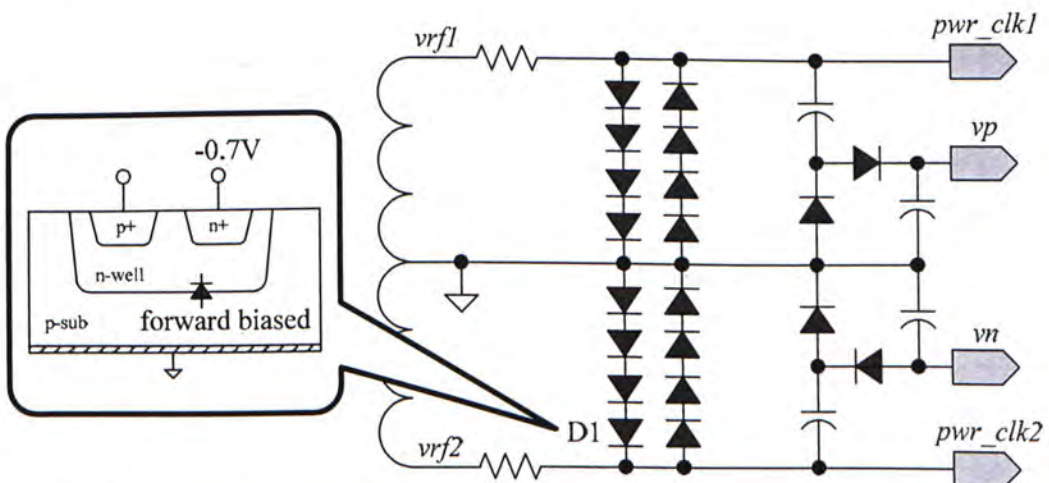 vrf1
pwr_clk1
-0.7V
vp
p+
n+
n-well
p-sub
forward biased
vn
D1
vrf2
pwr_clk2